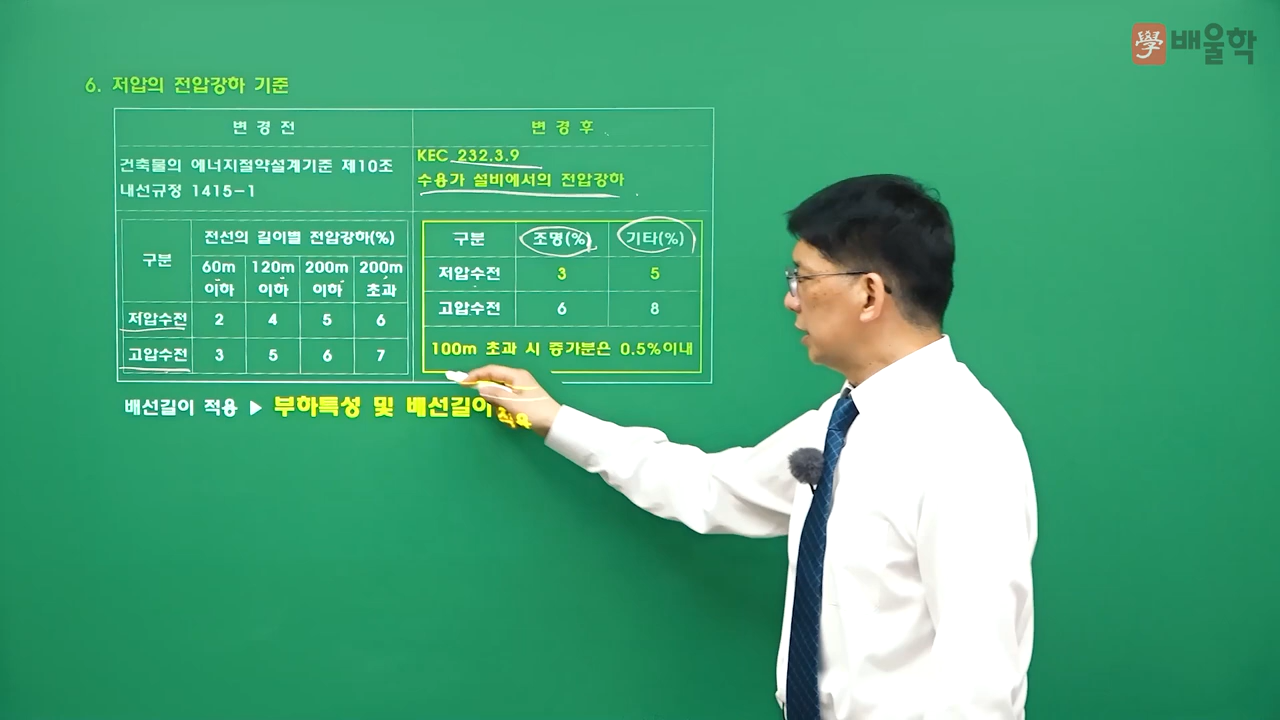 學 배울학
6. 저압의 전압강하 기준
변 경 전
변 경 후
건축물의 에너지절약설계기준 제10조
내선규정 1415-1
KEC 232.3.9
수용가 설비에서의 전압강하
구분 전선의 길이별 전압강하(%)
60m 이하 120m 이하 200m 이하 200m 초과
저압수전 2 4 5 6
고압수전 3 5 6 7
구분 조명(%) 기타(%)
저압수전 3 5
고압수전 6 8
100m 초과 시 증가분은 0.5%이내
배선길이 적용 ▶ 부하특성 및 배선길이